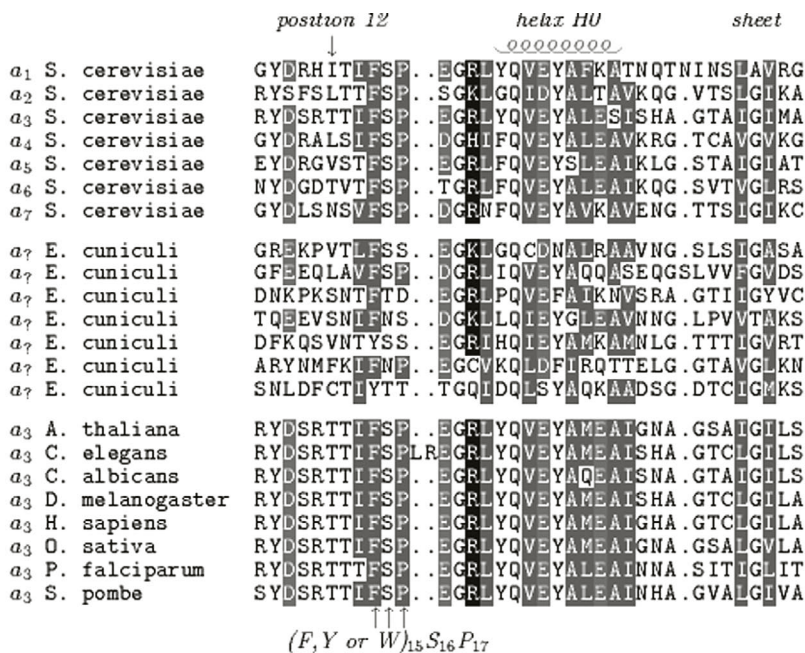 position 12 helix H0 sheet
a₁ S. cerevisiae GYDRHITIFSP..EGRLYQVEYAFKATNQTNINSLAVRG
a₂ S. cerevisiae RYSFSLTTFSP..SGKLGQIDYALTAVKQG.VTSLGIKA
a₃ S. cerevisiae RYDSRTTIFSP..EGRLYQVEYALESISHA.GTAIGIMA
a₄ S. cerevisiae GYDRALSIFSP..DGHIFQVEYALEAVKRG.TCAVGVKG
a₅ S. cerevisiae EYDRGVSTFSP..EGRLFQVEYSLEAIKLG.STAIGIAT
a₆ S. cerevisiae NYDGDTVTFSP..TGRLFQVEYALEAIKQG.SVTVGLRS
a₇ S. cerevisiae GYDLSNSVFSP..DGRNFQVEYAVKAVENG.TTSIGIKC
a? E. cuniculi GREKPVTLFSS..EGKLGQCDNALRAAVNG.SLSIGASA
a? E. cuniculi GFEEQLAVFSP..DGRLIQVEYAQQASEQGSLVVFGVDS
a? E. cuniculi DNKPKSNTFTD..EGRLPQVEFAIKNVSRA.GTIIGYVC
a? E. cuniculi TQEEVSNIFNS..DGKLLQIEYGLEAVNNG.LPVVTAKS
a? E. cuniculi DFKQSVNTYSS..EGRIHQIEYAMKAMNLG.TTTIGVRT
a? E. cuniculi ARYNMFKIFNP..EGCVKQLDFIRQTTELG.GTAVGLKN
a? E. cuniculi SNLDFCTIYTT..TGQIDQLSYAQKAADSG.DTCIGMKS
a₃ A. thaliana RYDSRTTIFSP..EGRLYQVEYAMEAIGNA.GSAIGILS
a₃ C. elegans RYDSRTTIFSPLREGRLYQVEYAMEAISHA.GTCLGILS
a₃ C. albicans RYDSRTTIFSP..EGRLYQVEYAQEAISNA.GTAIGILS
a₃ D. melanogaster RYDSRTTIFSP..EGRLYQVEYAMEAISHA.GTCLGILA
a₃ H. sapiens RYDSRTTIFSP..EGRLYQVEYAMEAIGHA.GTCLGILA
a₃ O. sativa RYDSRTTIFSP..EGRLYQVEYAMEAIGNA.GSALGVLA
a₃ P. falciparum RYDSRTTTFSP..EGRLYQVEYALEAINNA.SITIGLIT
a₃ S. pombe SYDSRTTIFSP..EGRLYQVEYALEAINHA.GVALGIVA
(F,Y or W)₁₅S₁₆P₁₇